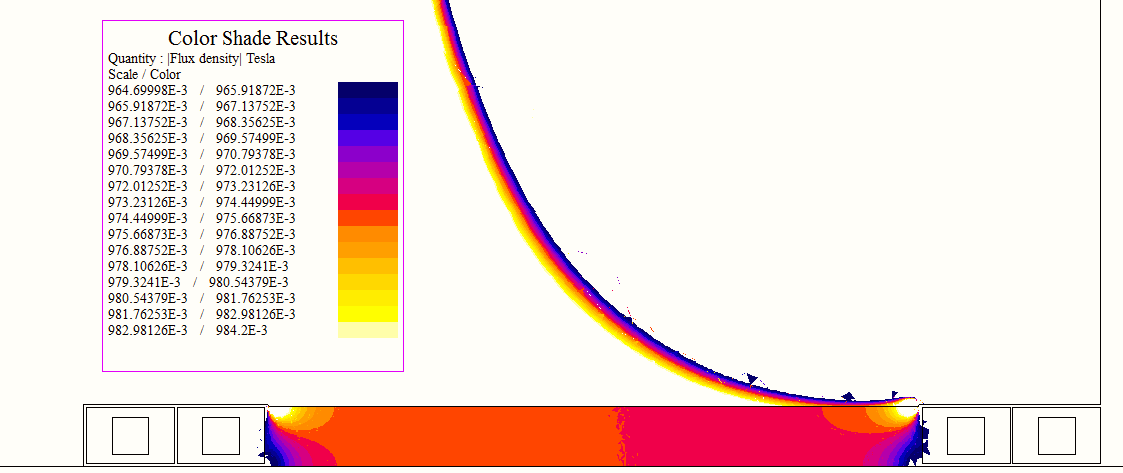 Color Shade Results
Quantity : |Flux density| Tesla
Scale / Color
964.69998E-3 / 965.91872E-3
965.91872E-3 / 967.13752E-3
967.13752E-3 / 968.35625E-3
968.35625E-3 / 969.57499E-3
969.57499E-3 / 970.79378E-3
970.79378E-3 / 972.01252E-3
972.01252E-3 / 973.23126E-3
973.23126E-3 / 974.44999E-3
974.44999E-3 / 975.66873E-3
975.66873E-3 / 976.88752E-3
976.88752E-3 / 978.10626E-3
978.10626E-3 / 979.3241E-3
979.3241E-3 / 980.54379E-3
980.54379E-3 / 981.76253E-3
981.76253E-3 / 982.98126E-3
982.98126E-3 / 984.2E-3